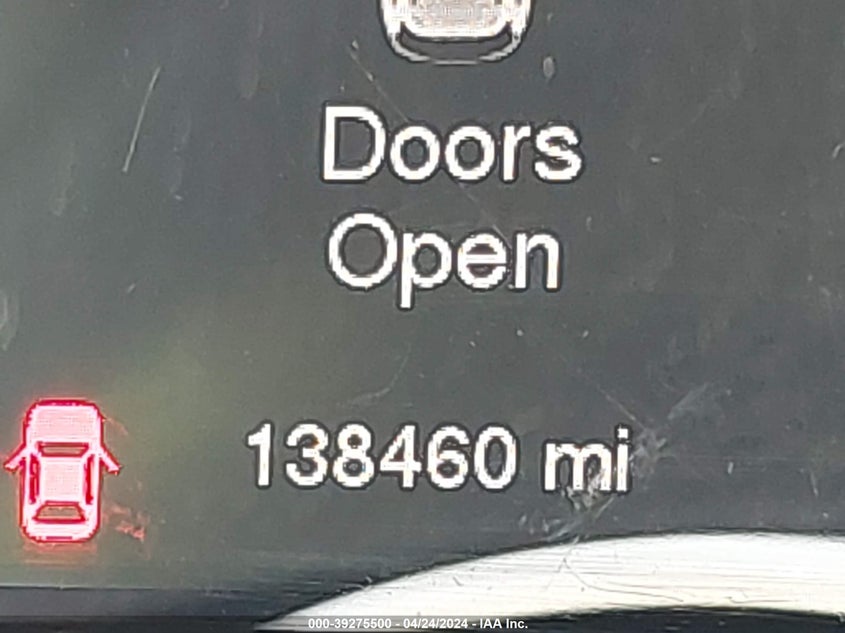 Doors
Open
138460 mi
000-39275500 - 04/24/2024 - IAA Inc.